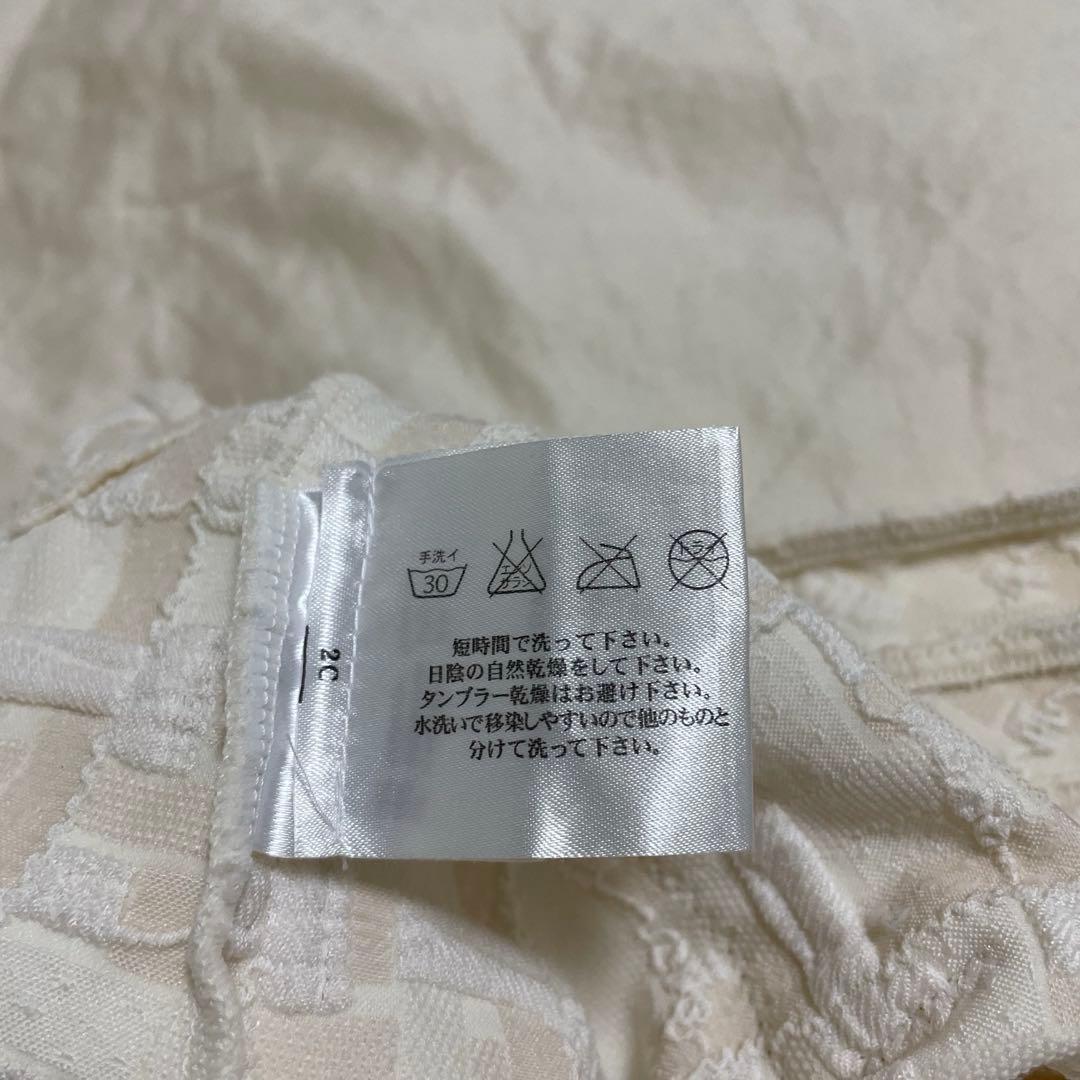 手洗イ
30
エンソ
サラシ
ドライ
短時間で洗って下さい。
日陰の自然乾燥をして下さい。
タンブラー乾燥はお避け下さい。
水洗いで移染しやすいので他のものと
分けて洗って下さい。
2C